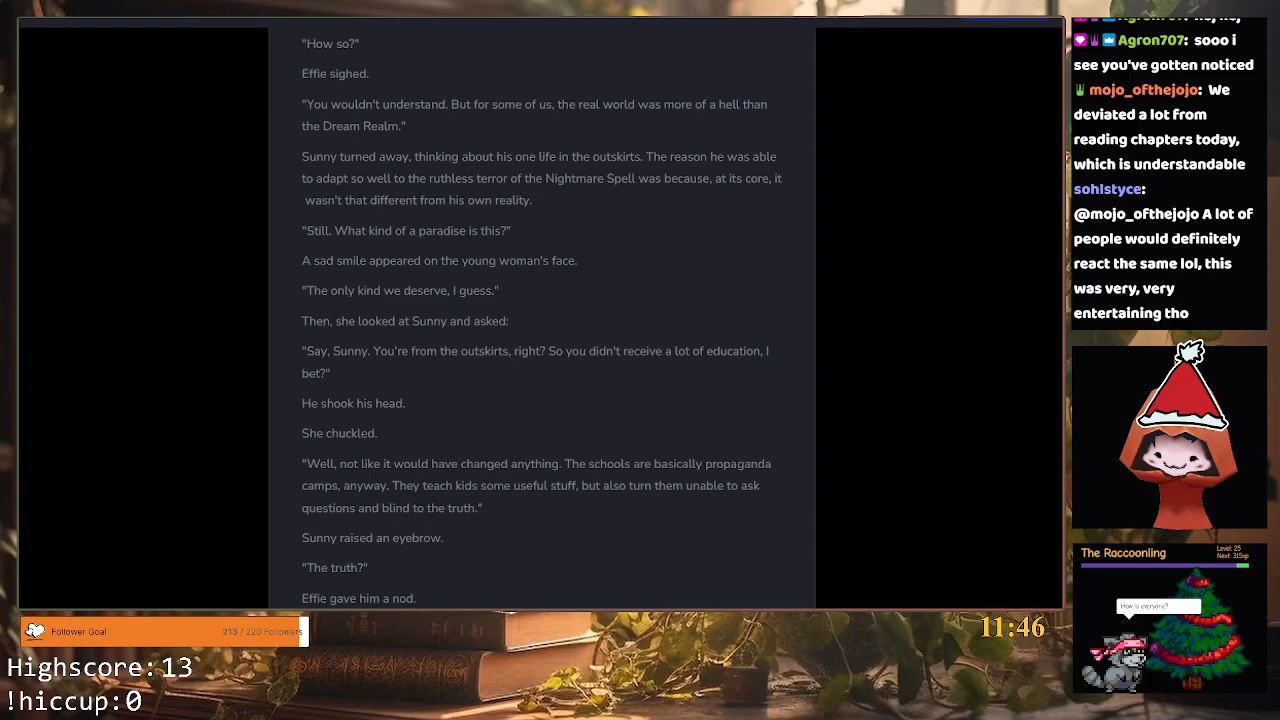 "How so?"
Effie sighed.
"You wouldn't understand. But for some of us, the real world was more of a hell than
the Dream Realm."
Sunny turned away, thinking about his one life in the outskirts. The reason he was able
to adapt so well to the ruthless terror of the Nightmare Spell was because, at its core, it
wasn't that different from his own reality.
"Still. What kind of a paradise is this?"
A sad smile appeared on the young woman's face.
"The only kind we deserve, I guess."
Then, she looked at Sunny and asked:
"Say, Sunny. You're from the outskirts, right? So you didn't receive a lot of education, I
bet?"
He shook his head.
She chuckled.
"Well, not like it would have changed anything. The schools are basically propaganda
camps, anyway. They teach kids some useful stuff, but also turn them unable to ask
questions and blind to the truth."
Sunny raised an eyebrow.
"The truth?"
Effie gave him a nod.
Agron707: sooo i
see you've gotten noticed
mojo_ofthejojo: We
deviated a lot from
reading chapters today,
which is understandable
sohlstyce:
@mojo_ofthejojo A lot of
people would definitely
react the same lol, this
was very, very
entertaining tho
The Raccoonling
Level: 25
Next: 315xp
How is everyone?
Follower Goal
213 / 220 Followers
11:46
Highscore:13
!hiccup:0